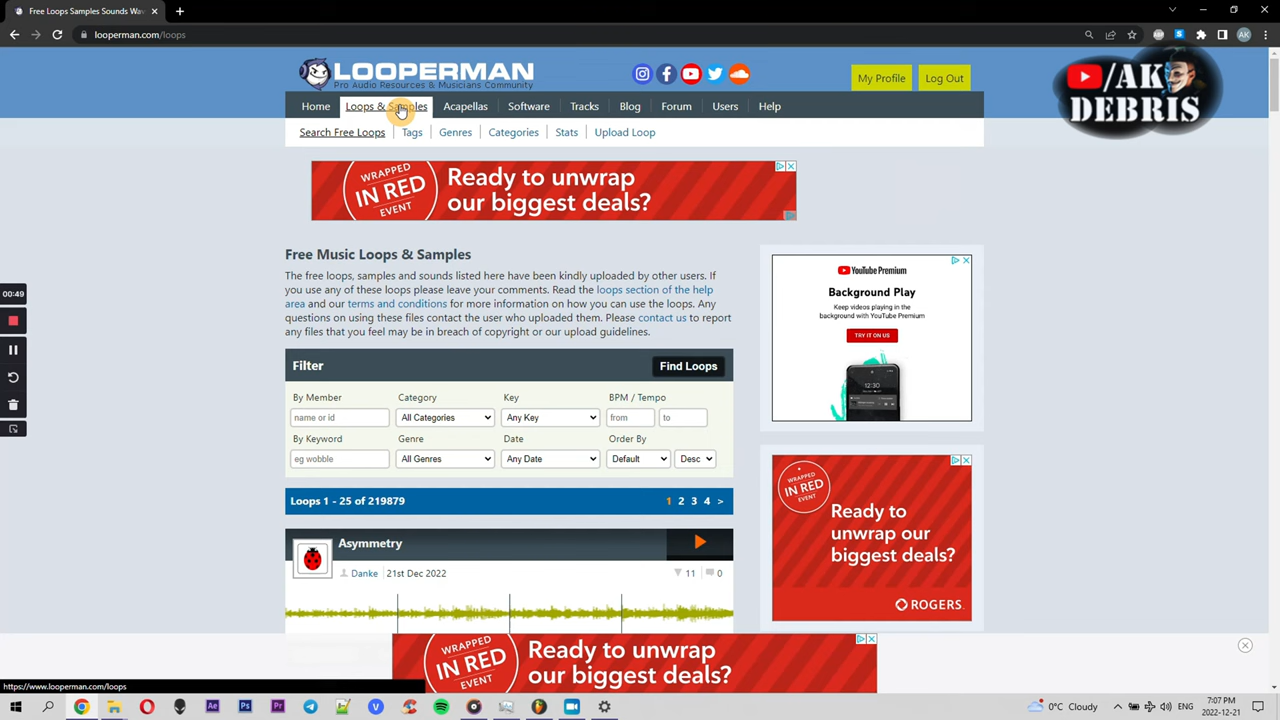 Free Loops Samples Sounds Wav
looperman.com/loops
AK
LOOPERMAN
Pro Audio Resources & Musicians Community
My Profile
Log Out
/AK
DEBRIS
Home
Loops & Samples
Acapellas
Software
Tracks
Blog
Forum
Users
Help
Search Free Loops
Tags
Genres
Categories
Stats
Upload Loop
WRAPPED
IN RED
EVENT
Ready to unwrap
our biggest deals?
Free Music Loops & Samples
The free loops, samples and sounds listed here have been kindly uploaded by other users. If
you use any of these loops please leave your comments. Read the loops section of the help
area and our terms and conditions for more information on how you can use the loops. Any
questions on using these files contact the user who uploaded them. Please contact us to report
any files that you feel may be in breach of copyright or our upload guidelines.
YouTube Premium
Background Play
Keep videos playing in the
background with YouTube Premium
TRY IT ON US
12:30
00:49
Filter
Find Loops
By Member
Category
Key
BPM / Tempo
name or id
All Categories
Any Key
from
to
By Keyword
Genre
Date
Order By
eg wobble
All Genres
Any Date
Default
Desc
Loops 1 - 25 of 219879
1 2 3 4 >
WRAPPED
IN RED
EVENT
Ready to
unwrap our
biggest deals?
ROGERS.
Asymmetry
Danke
21st Dec 2022
11
0
WRAPPED
IN RED
EVENT
Ready to unwrap
our biggest deals?
https://www.looperman.com/loops
0°C Cloudy
ENG
7:07 PM
2022-12-21